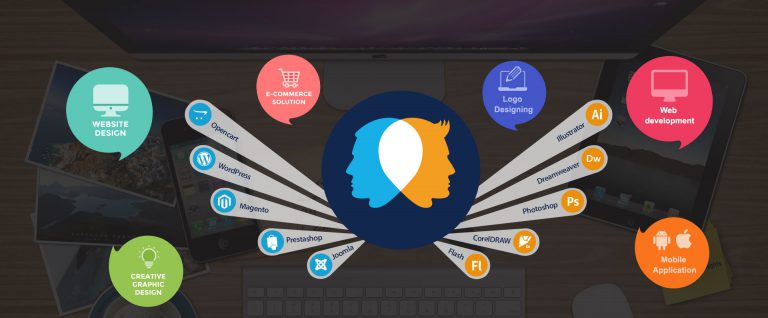 WEBSITE
DESIGN
E-COMMERCE
SOLUTION
Logo
Designing
Web
development
Opencart
WordPress
Magento
Prestashop
Joomla
Illustrator
Ai
Dreamweaver
Dw
Photoshop
Ps
CorelDRAW
Flash
Fl
CREATIVE
GRAPHIC
DESIGN
Mobile
Application